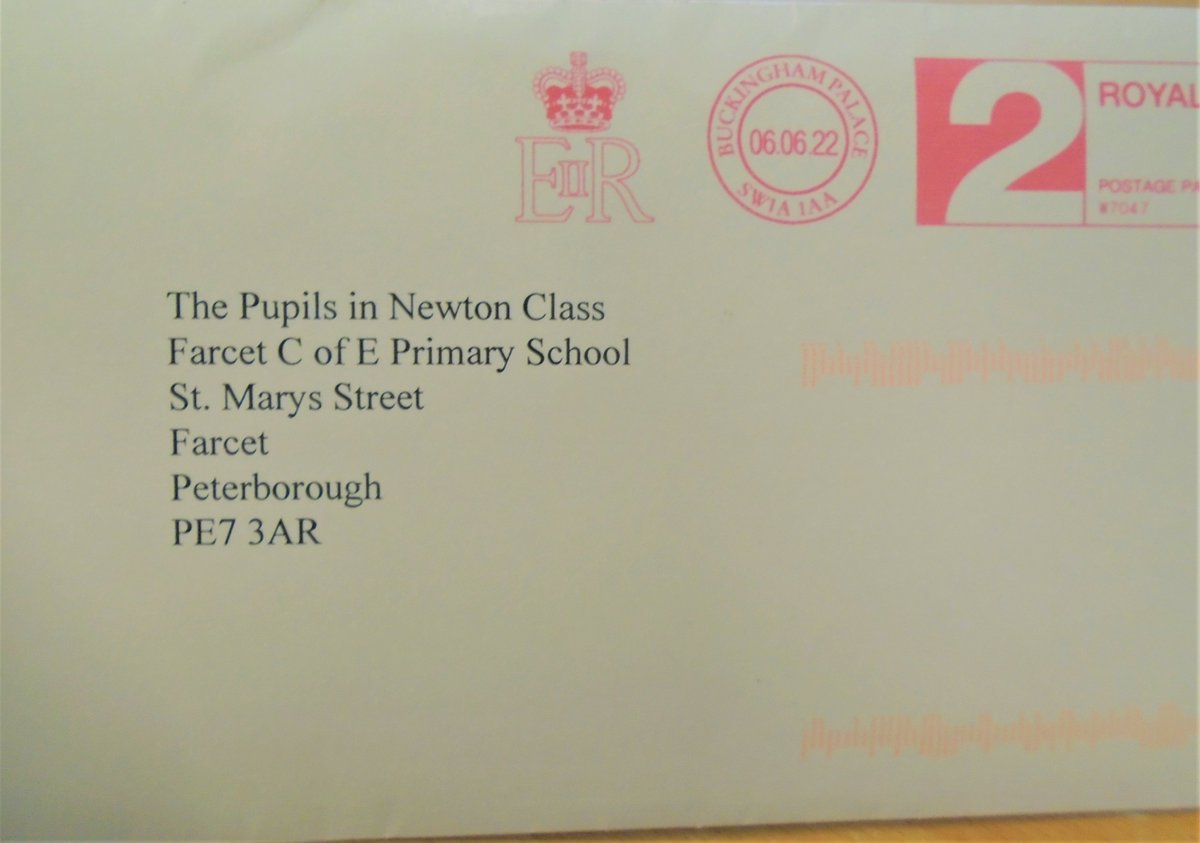 EIIR
BUCKINGHAM PALACE
06.06.22
SW1A 1AA
2
ROYAL
POSTAGE PA
W7047
The Pupils in Newton Class
Farcet C of E Primary School
St. Marys Street
Farcet
Peterborough
PE7 3AR